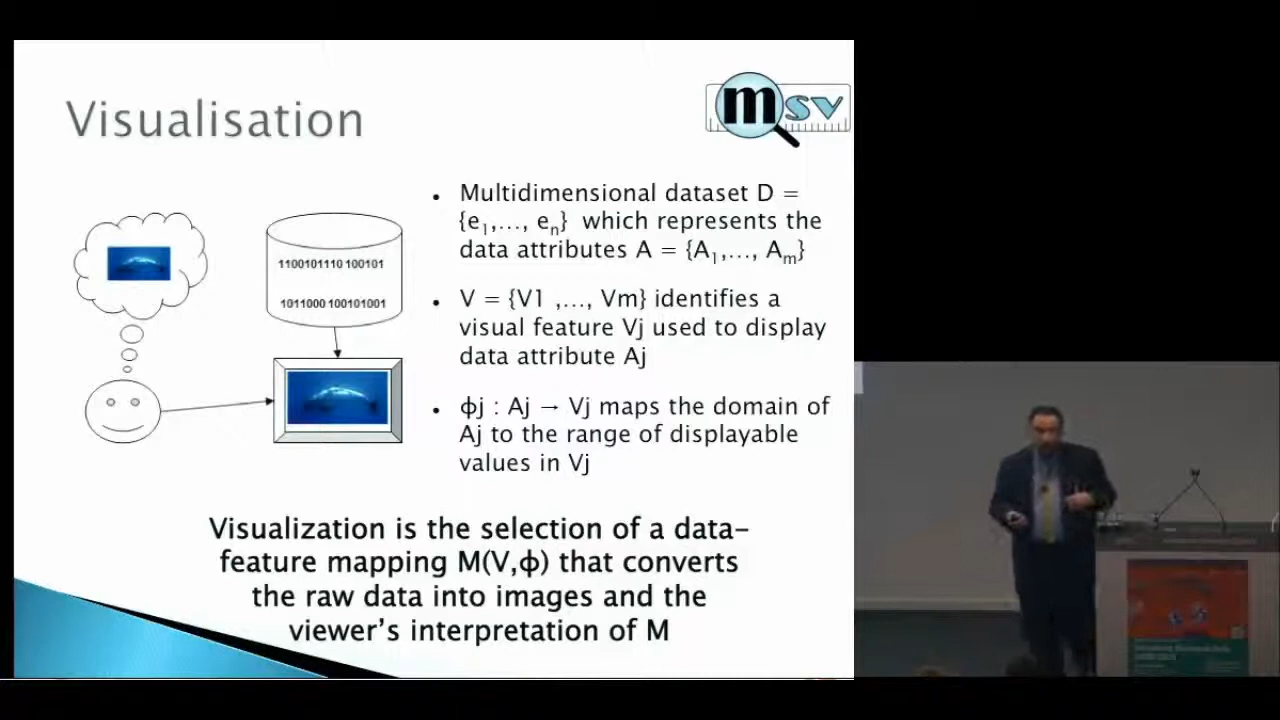 Visualisation
msv
1100101110 100101
1011000 100101001
• Multidimensional dataset D =
{e1,..., en} which represents the
data attributes A = {A1,..., Am}
• V = {V1 ,..., Vm} identifies a
visual feature Vj used to display
data attribute Aj
• ϕj : Aj → Vj maps the domain of
Aj to the range of displayable
values in Vj
Visualization is the selection of a data-
feature mapping M(V,ϕ) that converts
the raw data into images and the
viewer's interpretation of M